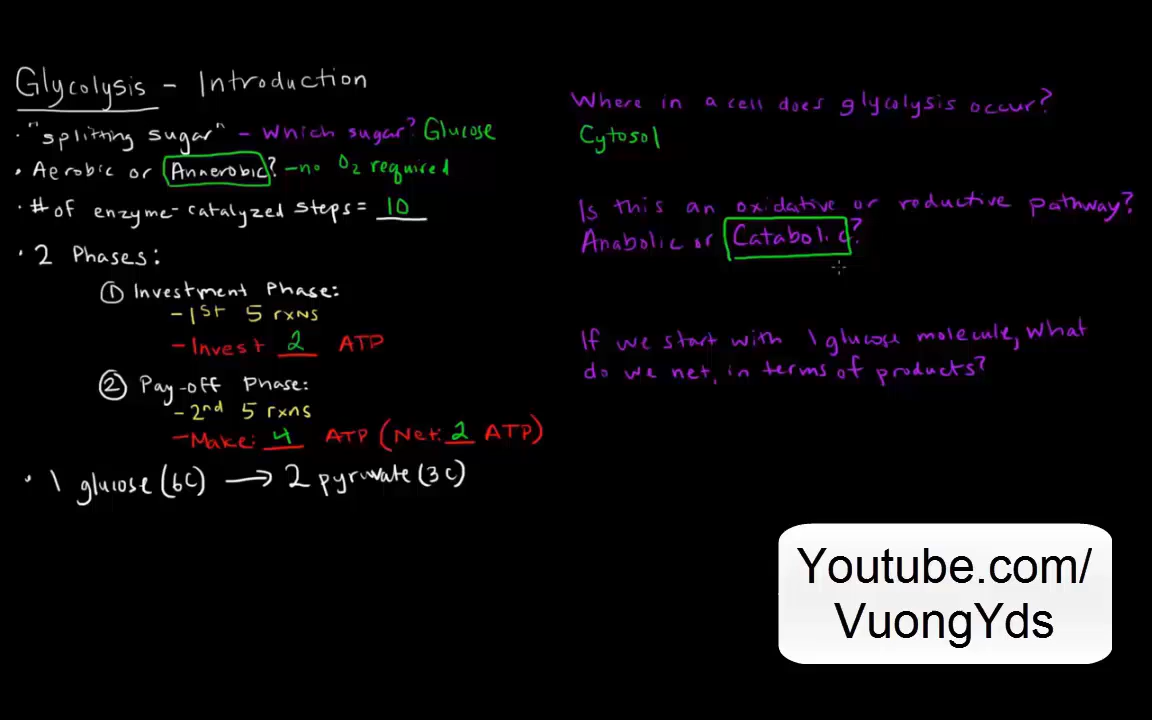 Glycolysis - Introduction
· "splitting sugar" - Which sugar? Glucose
· Aerobic or Anaerobic? - no O2 required
· # of enzyme-catalyzed steps = 10
· 2 Phases:
① Investment Phase:
- 1st 5 rxns
- Invest 2 ATP
② Pay-off Phase:
- 2nd 5 rxns
- Make: 4 ATP (Net: 2 ATP)
· 1 glucose (6C) → 2 pyruvate (3C)
Where in a cell does glycolysis occur?
Cytosol
Is this an oxidative or reductive pathway?
Anabolic or Catabolic?
If we start with 1 glucose molecule, what
do we net, in terms of products?
Youtube.com/
VuongYds